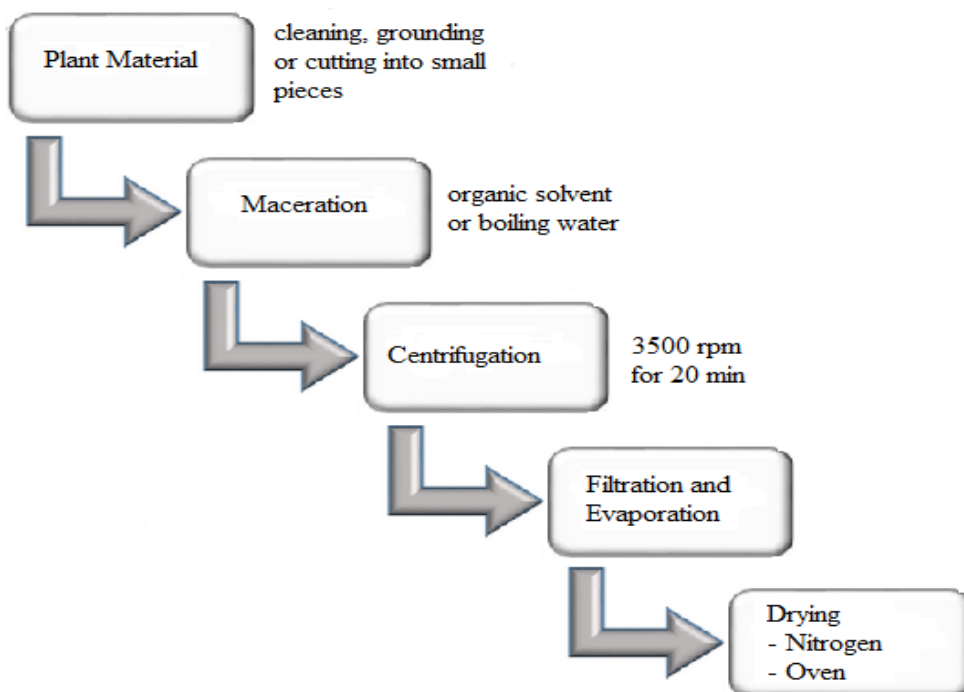 Plant Material
cleaning, grounding
or cutting into small
pieces
Maceration
organic solvent
or boiling water
Centrifugation
3500 rpm
for 20 min
Filtration and
Evaporation
Drying
- Nitrogen
- Oven